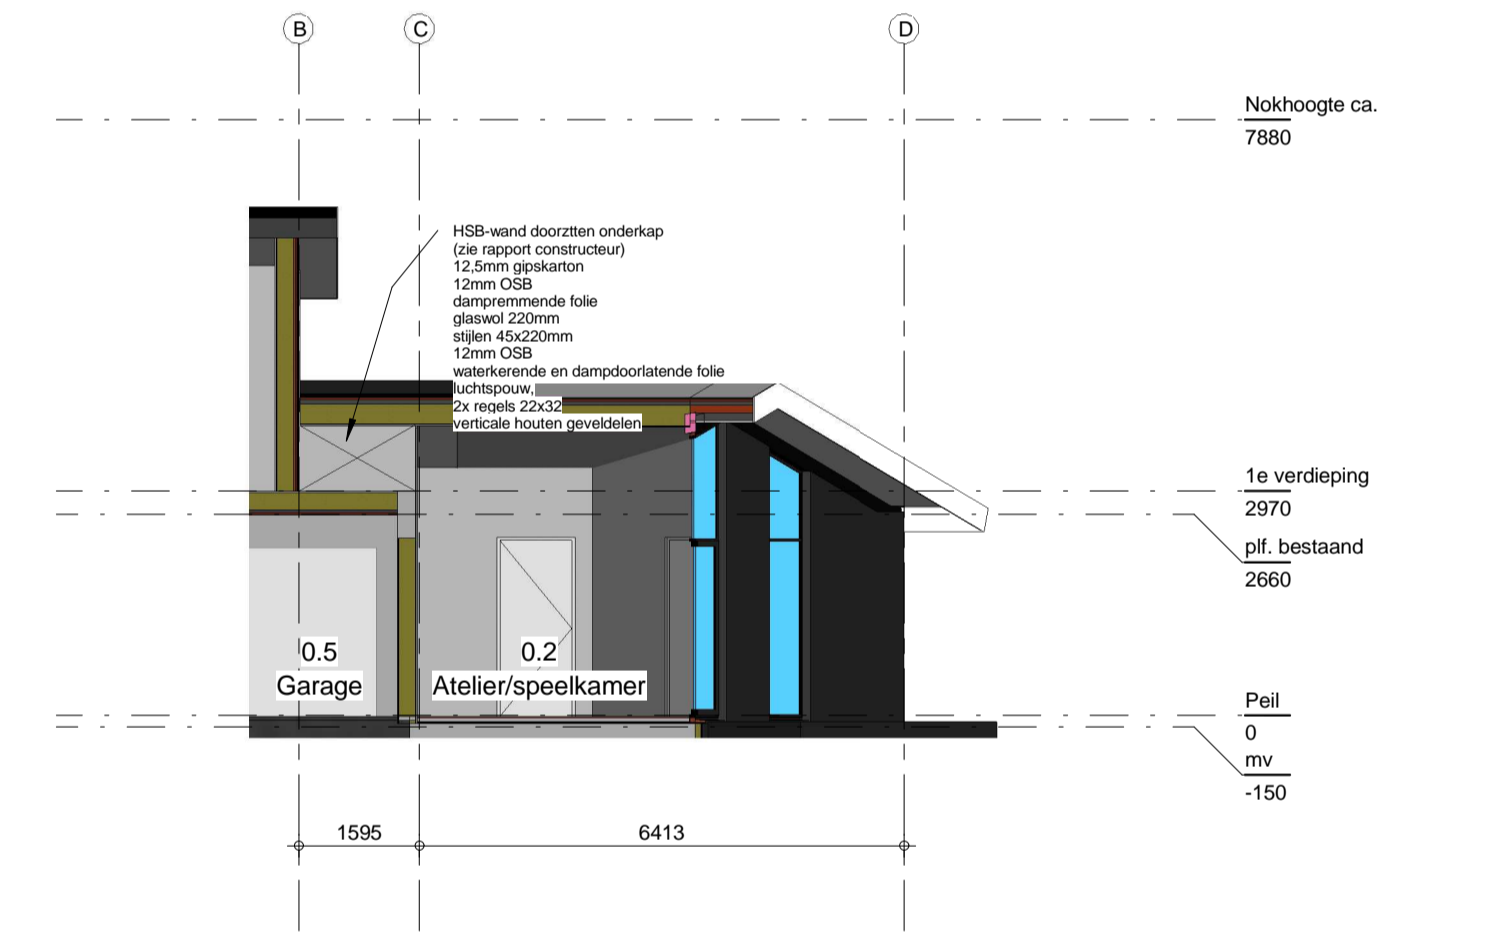 B
C
D
Nokhoogte ca.
7880
HSB-wand doorztten onderkap
(zie rapport constructeur)
12,5mm gipskarton
12mm OSB
dampremmende folie
glaswol 220mm
stijlen 45x220mm
12mm OSB
waterkerende en dampdoorlatende folie
luchtspouw,
2x regels 22x32
verticale houten geveldelen
1e verdieping
2970
plf. bestaand
2660
0.5
Garage
0.2
Atelier/speelkamer
Peil
0
mv
-150
1595
6413